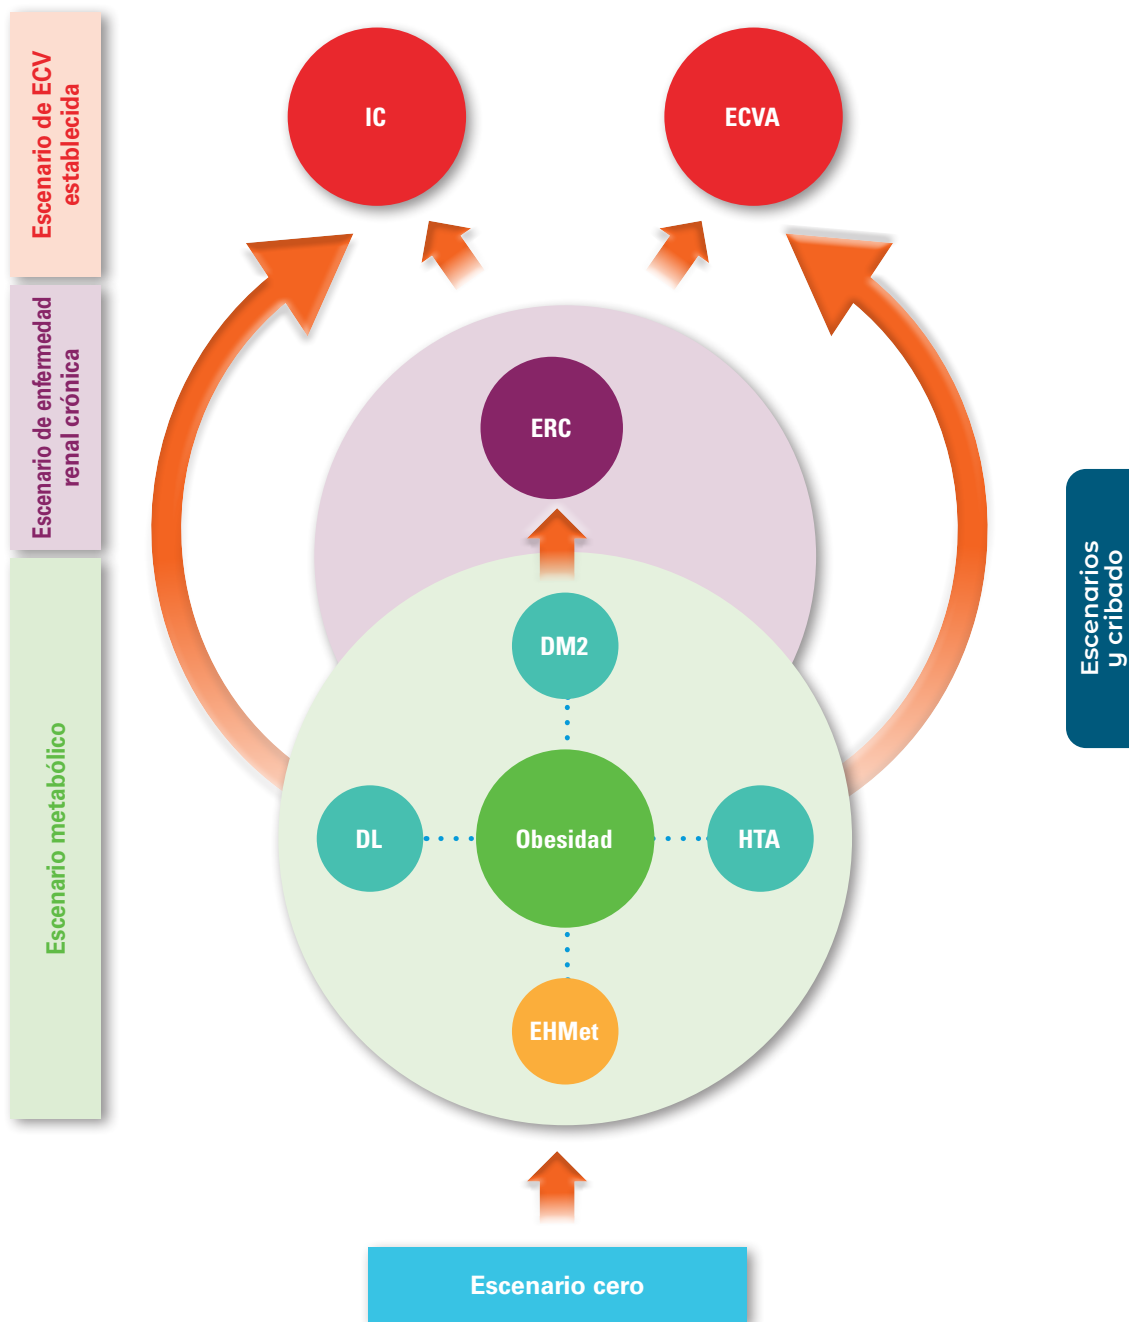 Escenario de ECV
establecida
IC
ECVA
Escenario de enfermedad
renal crónica
ERC
Escenarios
y cribado
DM2
Escenario metabólico
DL
Obesidad
HTA
EHMet
Escenario cero